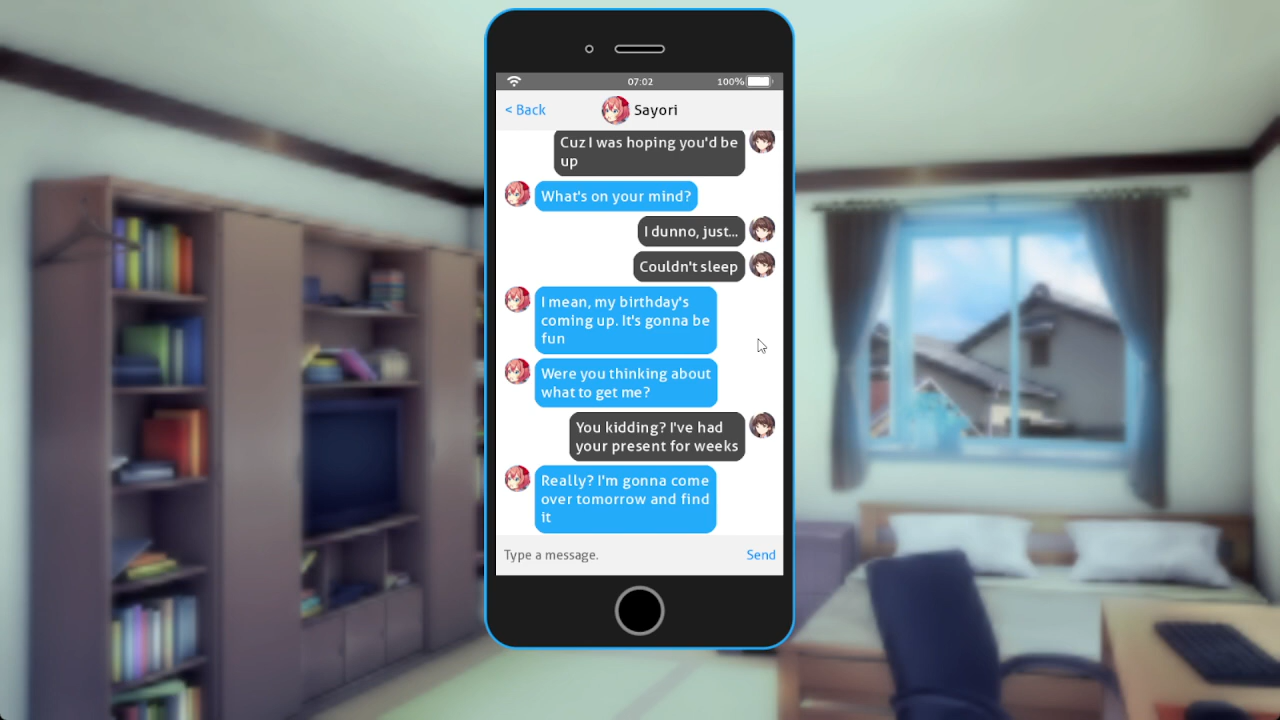 07:02
100%
< Back
Sayori
Cuz I was hoping you'd be
up
What's on your mind?
I dunno, just...
Couldn't sleep
I mean, my birthday's
coming up. It's gonna be
fun
Were you thinking about
what to get me?
You kidding? I've had
your present for weeks
Really? I'm gonna come
over tomorrow and find
it
Type a message.
Send